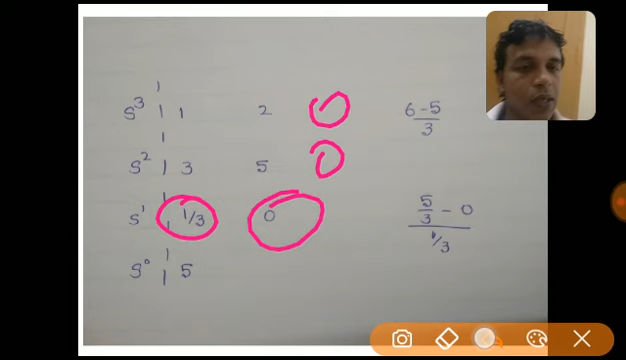 s³ | 1 2 0 6-5/3
s² | 3 5 0
s¹ | 1/3 0 5/3 - 0 / 1/3
s⁰ | 5